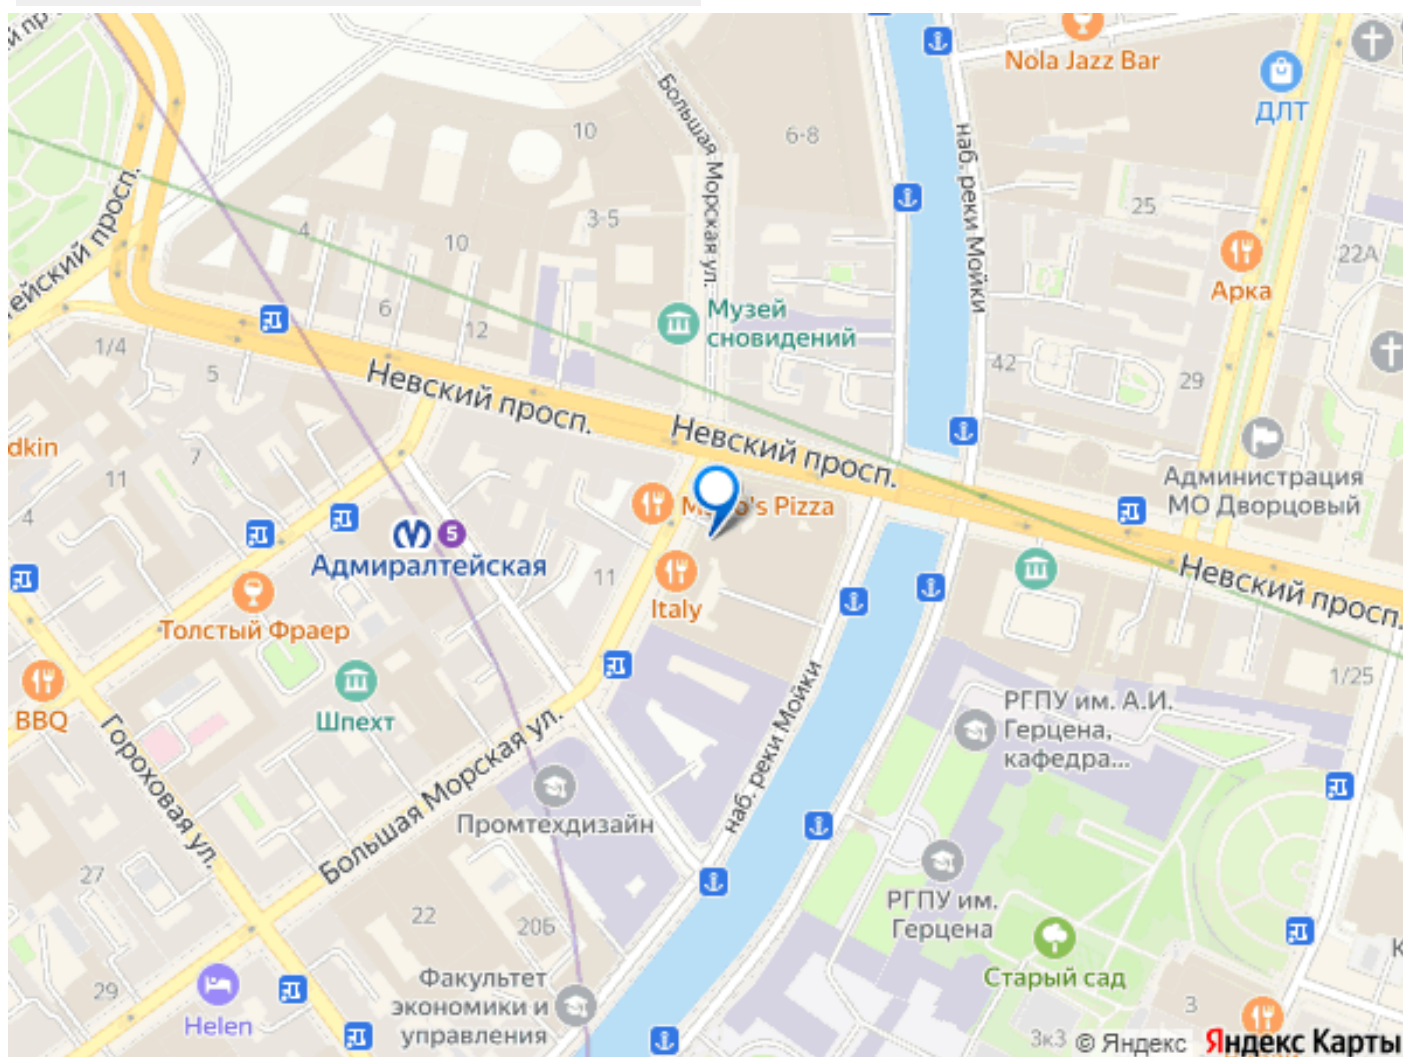 Nola Jazz Bar
ДЛТ
Большая Морская ул.
10
6-8
наб. реки Мойки
25
3-5
4
10
22А
Арка
6
12
Музей
сновидений
1/4
5
42
29
Невский просп.
Невский просп.
Администрация
МО Дворцовый
11
7
4
5
Адмиралтейская
11
Italy
Невский просп.
Толстый Фраер
BBQ
Шпехт
1/25
РГПУ им. А.И.
Герцена,
кафедра...
Гороховая ул.
Большая Морская ул.
наб. реки Мойки
Промтехдизайн
27
22
20Б
РГПУ им.
Герцена
Старый сад
29
Helen
Факультет
экономики и
управления
3
3к3
© Яндекс
Яндекс Карты